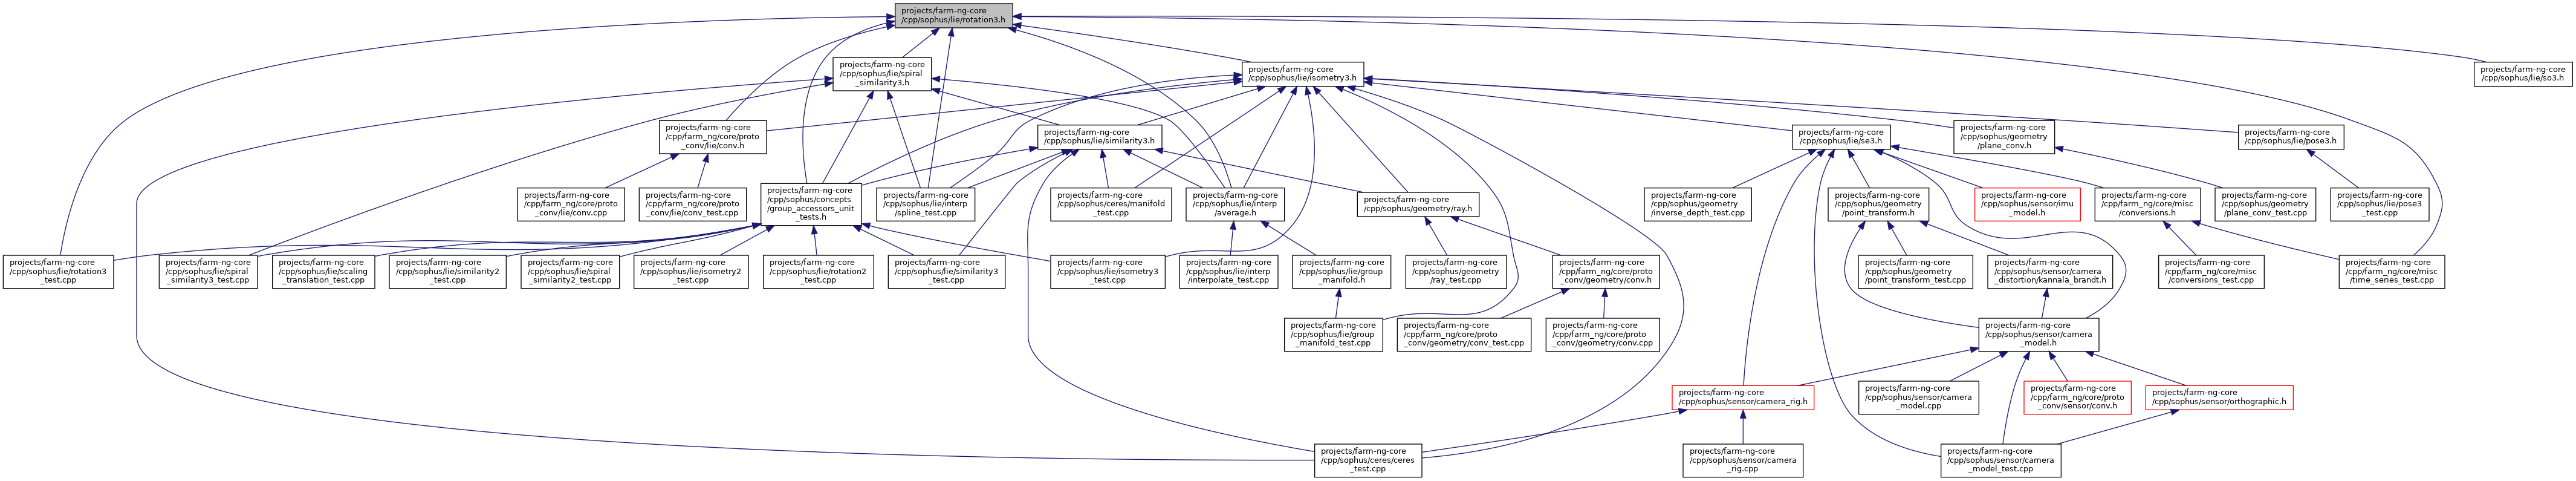 projects/farm-ng-core
/cpp/sophus/lie/rotation3.h
projects/farm-ng-core
/cpp/sophus/lie/spiral
_similarity3.h
projects/farm-ng-core
/cpp/sophus/lie/isometry3.h
projects/farm-ng-core
/cpp/sophus/lie/so3.h
projects/farm-ng-core
/cpp/farm_ng/core/proto
_conv/lie/conv.h
projects/farm-ng-core
/cpp/sophus/lie/similarity3.h
projects/farm-ng-core
/cpp/sophus/lie/se3.h
projects/farm-ng-core
/cpp/sophus/geometry
/plane_conv.h
projects/farm-ng-core
/cpp/sophus/lie/pose3.h
projects/farm-ng-core
/cpp/farm_ng/core/proto
_conv/lie/conv.cpp
projects/farm-ng-core
/cpp/farm_ng/core/proto
_conv/lie/conv_test.cpp
projects/farm-ng-core
/cpp/sophus/concepts
/group_accessors_unit
_tests.h
projects/farm-ng-core
/cpp/sophus/lie/interp
/spline_test.cpp
projects/farm-ng-core
/cpp/sophus/ceres/manifold
_test.cpp
projects/farm-ng-core
/cpp/sophus/lie/interp
/average.h
projects/farm-ng-core
/cpp/sophus/geometry/ray.h
projects/farm-ng-core
/cpp/sophus/geometry
/inverse_depth_test.cpp
projects/farm-ng-core
/cpp/sophus/geometry
/point_transform.h
projects/farm-ng-core
/cpp/sophus/sensor/imu
_model.h
projects/farm-ng-core
/cpp/farm_ng/core/misc
/conversions.h
projects/farm-ng-core
/cpp/sophus/geometry
/plane_conv_test.cpp
projects/farm-ng-core
/cpp/sophus/lie/pose3
_test.cpp
projects/farm-ng-core
/cpp/sophus/lie/rotation3
_test.cpp
projects/farm-ng-core
/cpp/sophus/lie/spiral
_similarity3_test.cpp
projects/farm-ng-core
/cpp/sophus/lie/scaling
_translation_test.cpp
projects/farm-ng-core
/cpp/sophus/lie/similarity2
_test.cpp
projects/farm-ng-core
/cpp/sophus/lie/spiral
_similarity2_test.cpp
projects/farm-ng-core
/cpp/sophus/lie/isometry2
_test.cpp
projects/farm-ng-core
/cpp/sophus/lie/rotation2
_test.cpp
projects/farm-ng-core
/cpp/sophus/lie/similarity3
_test.cpp
projects/farm-ng-core
/cpp/sophus/lie/isometry3
_test.cpp
projects/farm-ng-core
/cpp/sophus/lie/interp
/interpolate_test.cpp
projects/farm-ng-core
/cpp/sophus/lie/group
_manifold.h
projects/farm-ng-core
/cpp/sophus/geometry
/ray_test.cpp
projects/farm-ng-core
/cpp/farm_ng/core/proto
_conv/geometry/conv.h
projects/farm-ng-core
/cpp/sophus/geometry
/point_transform_test.cpp
projects/farm-ng-core
/cpp/sophus/sensor/camera
_distortion/kannala_brandt.h
projects/farm-ng-core
/cpp/farm_ng/core/misc
/conversions_test.cpp
projects/farm-ng-core
/cpp/farm_ng/core/misc
/time_series_test.cpp
projects/farm-ng-core
/cpp/sophus/lie/group
_manifold_test.cpp
projects/farm-ng-core
/cpp/farm_ng/core/proto
_conv/geometry/conv_test.cpp
projects/farm-ng-core
/cpp/farm_ng/core/proto
_conv/geometry/conv.cpp
projects/farm-ng-core
/cpp/sophus/sensor/camera
_model.h
projects/farm-ng-core
/cpp/sophus/sensor/camera_rig.h
projects/farm-ng-core
/cpp/sophus/sensor/camera
_model.cpp
projects/farm-ng-core
/cpp/farm_ng/core/proto
_conv/sensor/conv.h
projects/farm-ng-core
/cpp/sophus/sensor/orthographic.h
projects/farm-ng-core
/cpp/sophus/ceres/ceres
_test.cpp
projects/farm-ng-core
/cpp/sophus/sensor/camera
_rig.cpp
projects/farm-ng-core
/cpp/sophus/sensor/camera
_model_test.cpp